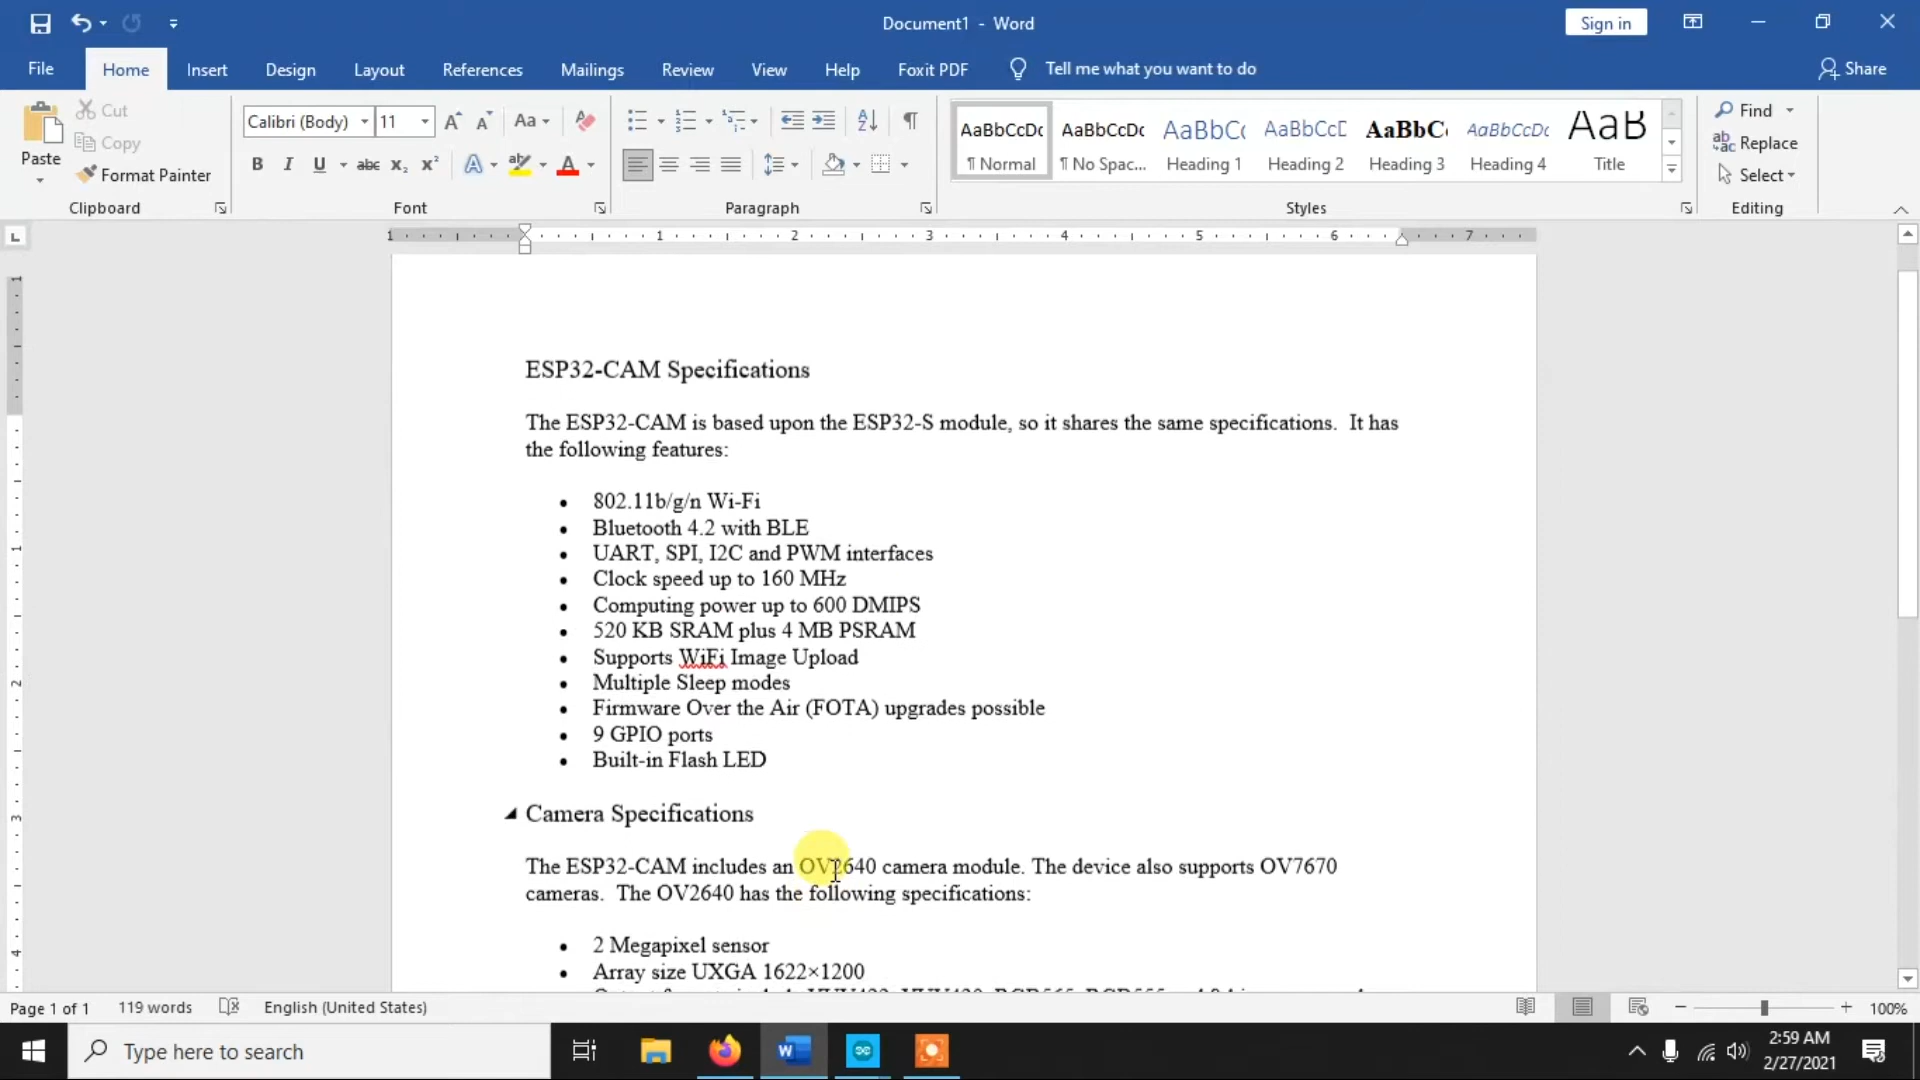 Document1 - Word
Sign in
File Home Insert Design Layout References Mailings Review View Help Foxit PDF Tell me what you want to do Share
Paste
Cut
Copy
Format Painter
Clipboard
Calibri (Body) 11
Font
Paragraph
AaBbCcDc AaBbCcDc AaBbC AaBbCcD AaBbC AaBbCcDc AaB
¶ Normal ¶ No Spac... Heading 1 Heading 2 Heading 3 Heading 4 Title
Styles
Find
Replace
Select
Editing
1 1 2 3 4 5 6 7
ESP32-CAM Specifications
The ESP32-CAM is based upon the ESP32-S module, so it shares the same specifications. It has
the following features:
• 802.11b/g/n Wi-Fi
• Bluetooth 4.2 with BLE
• UART, SPI, I2C and PWM interfaces
• Clock speed up to 160 MHz
• Computing power up to 600 DMIPS
• 520 KB SRAM plus 4 MB PSRAM
• Supports WiFi Image Upload
• Multiple Sleep modes
• Firmware Over the Air (FOTA) upgrades possible
• 9 GPIO ports
• Built-in Flash LED
Camera Specifications
The ESP32-CAM includes an OV2640 camera module. The device also supports OV7670
cameras. The OV2640 has the following specifications:
• 2 Megapixel sensor
• Array size UXGA 1622×1200
Page 1 of 1 119 words English (United States) 100%
Type here to search
2:59 AM
2/27/2021